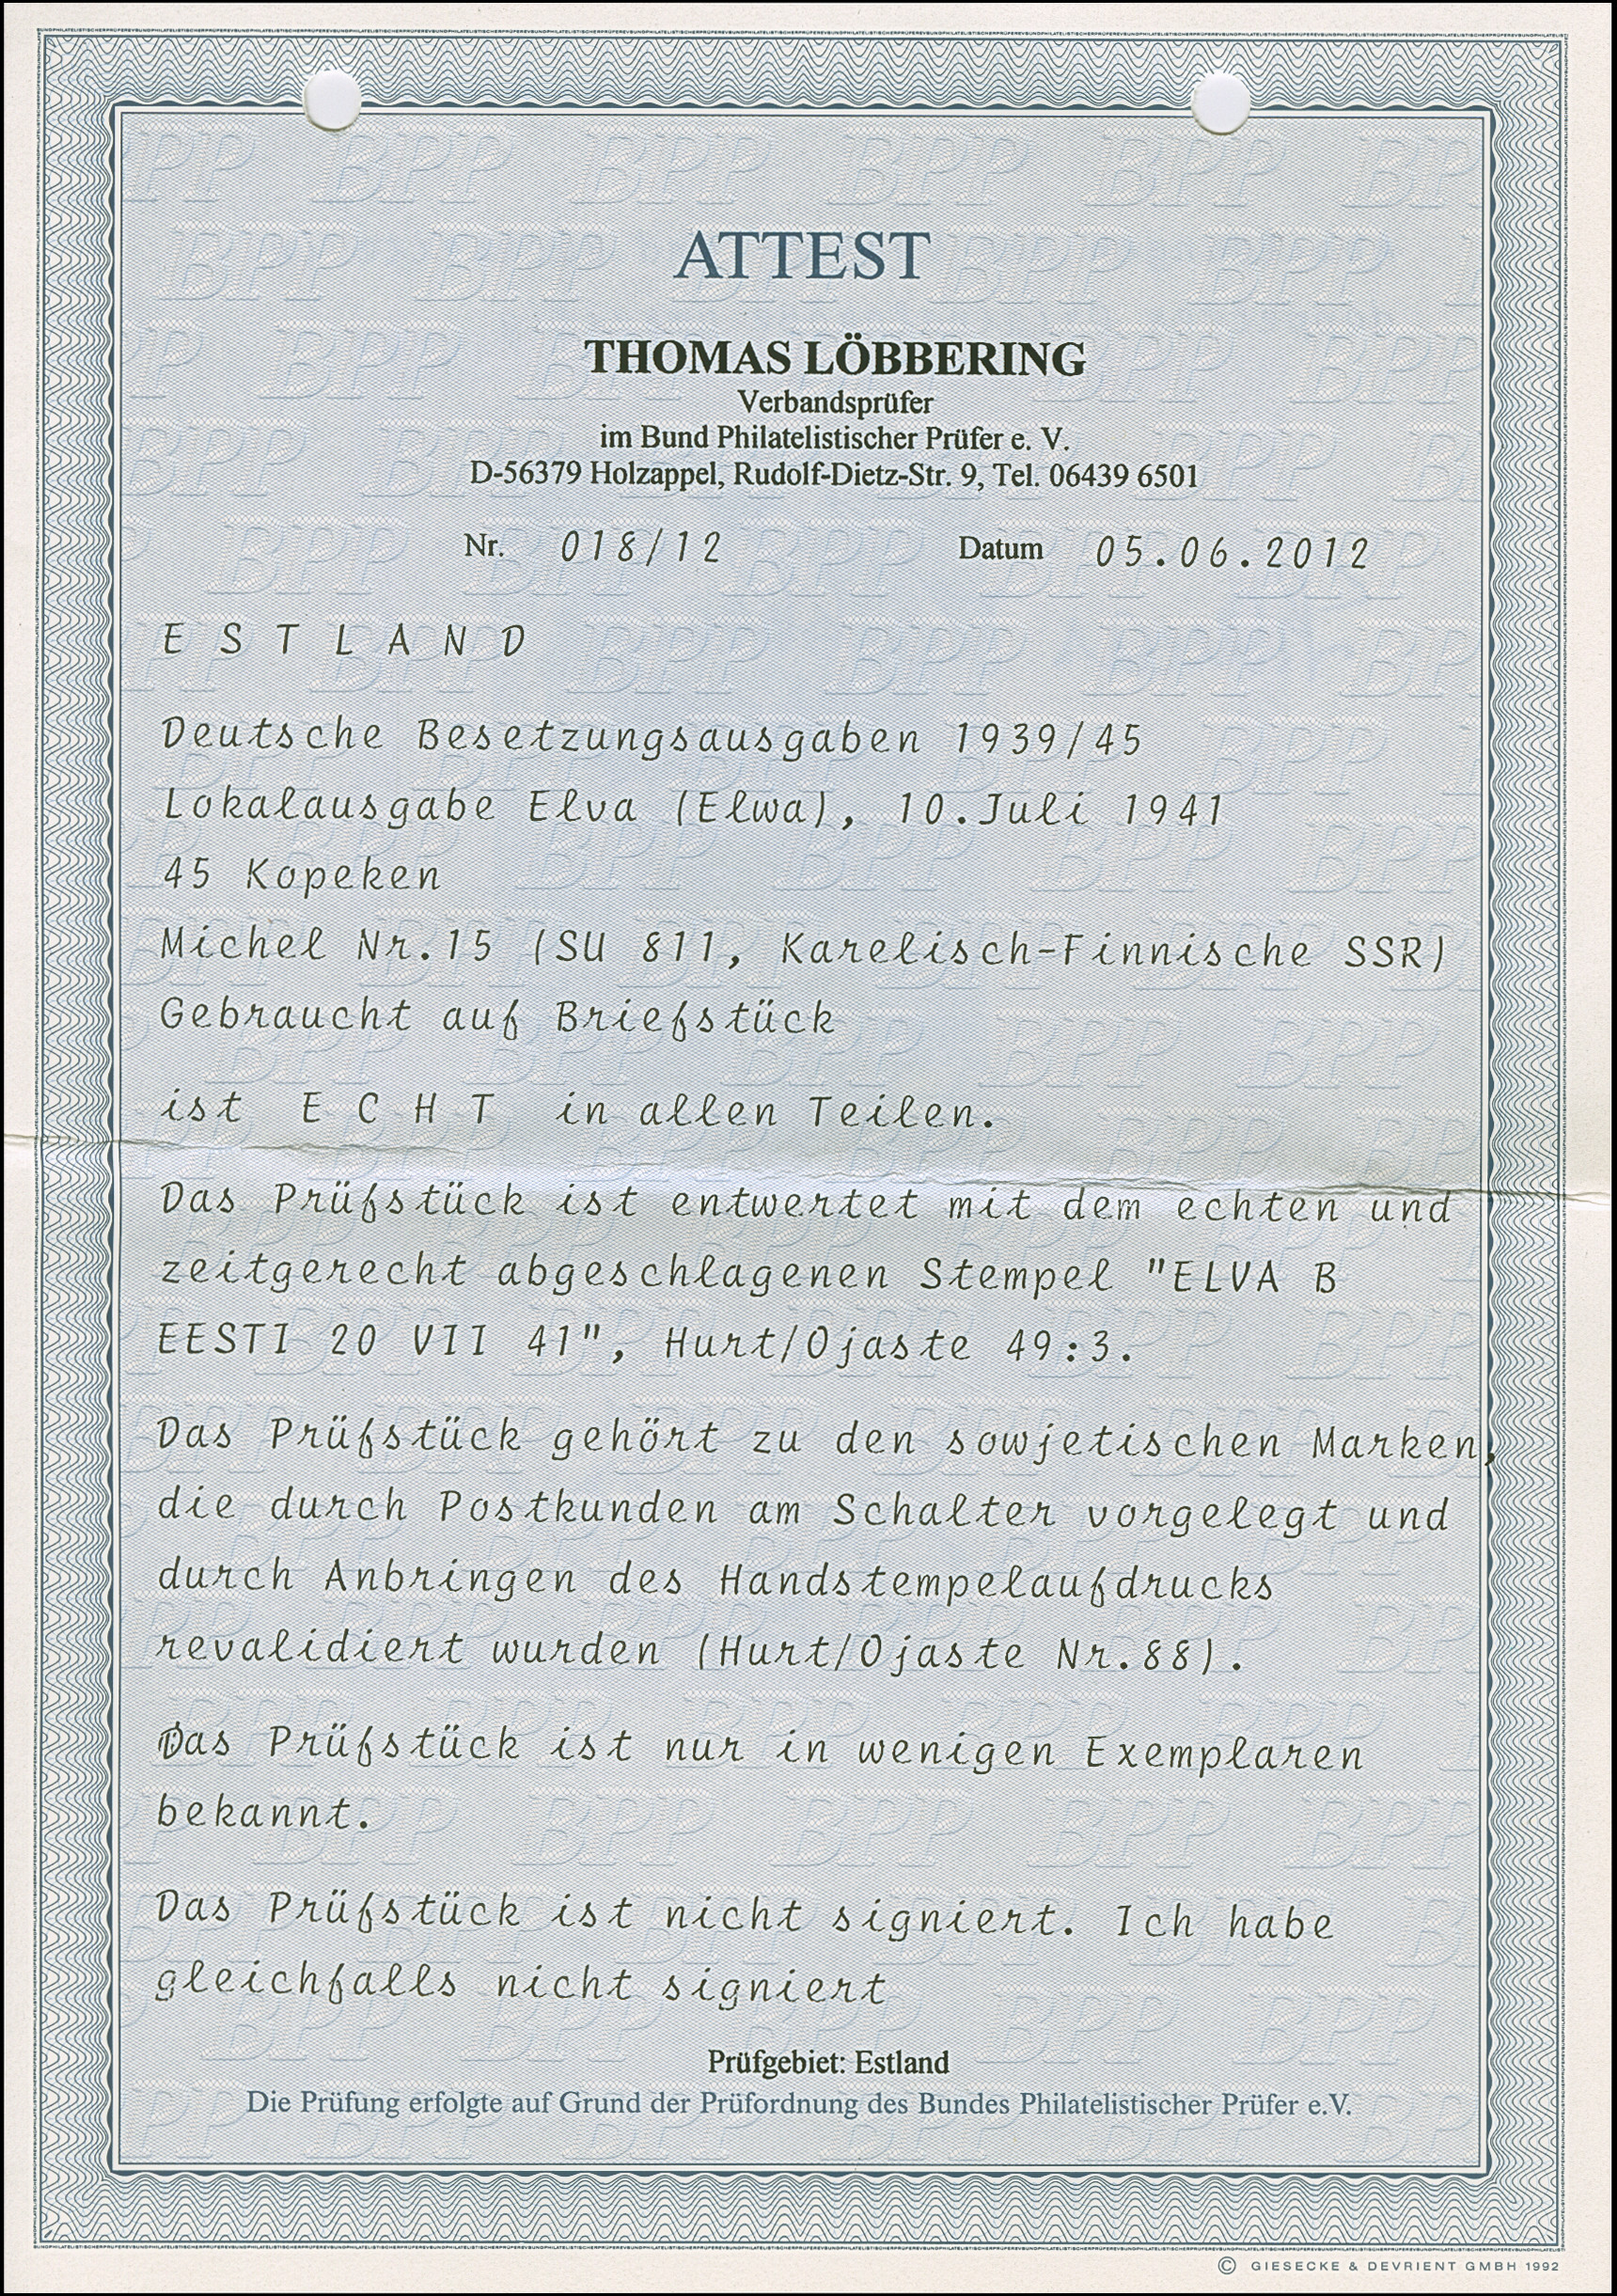 ATTEST
THOMAS LÖBBERING
Verbandsprüfer
im Bund Philatelistischer Prüfer e. V.
D-56379 Holzappel, Rudolf-Dietz-Str. 9, Tel. 06439 6501
Nr. 018/12 Datum 05.06.2012
E S T L A N D
Deutsche Besetzungsausgaben 1939/45
Lokalausgabe Elva (Elwa), 10.Juli 1941
45 Kopeken
Michel Nr.15 (SU 811, Karelisch-Finnische SSR)
Gebraucht auf Briefstück
ist E C H T in allen Teilen.
Das Prüfstück ist entwertet mit dem echten und
zeitgerecht abgeschlagenen Stempel "ELVA B
EESTI 20 VII 41", Hurt/Ojaste 49:3.
Das Prüfstück gehört zu den sowjetischen Marken,
die durch Postkunden am Schalter vorgelegt und
durch Anbringen des Handstempelaufdrucks
revalidiert wurden (Hurt/Ojaste Nr.88).
Das Prüfstück ist nur in wenigen Exemplaren
bekannt.
Das Prüfstück ist nicht signiert. Ich habe
gleichfalls nicht signiert
Prüfgebiet: Estland
Die Prüfung erfolgte auf Grund der Prüfordnung des Bundes Philatelistischer Prüfer e.V.
© GIESECKE & DEVRIENT GMBH 1992